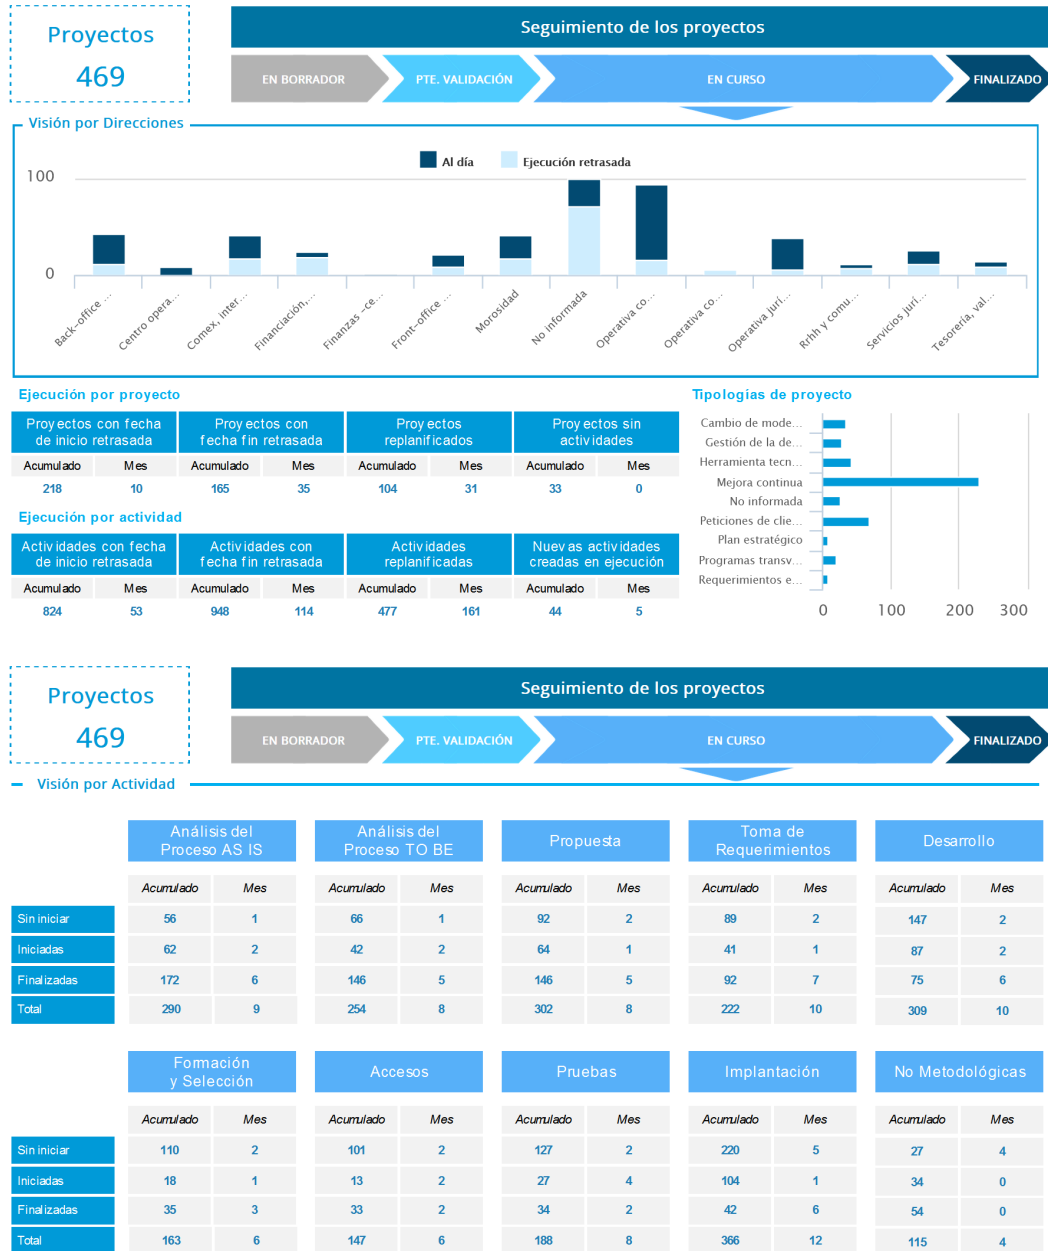 Proyectos
469
Seguimiento de los proyectos
EN BORRADOR PTE. VALIDACIÓN EN CURSO FINALIZADO
Visión por Direcciones
Al día Ejecución retrasada
100
0
Back-office ...
Centro opera...
Comex, inter...
Financiación,...
Finanzas -ce...
Front-office ...
Morosidad
No informada
Operativa co...
Operativa co...
Operativa jurí...
Rrhh y comu...
Servicios jurí...
Tesorería, val...
Ejecución por proyecto
Proyectos con fecha de inicio retrasada Proyectos con fecha fin retrasada Proyectos replanificados Proyectos sin actividades
Acumulado Mes Acumulado Mes Acumulado Mes Acumulado Mes
218 10 165 35 104 31 33 0
Ejecución por actividad
Actividades con fecha de inicio retrasada Actividades con fecha fin retrasada Actividades replanificadas Nuevas actividades creadas en ejecución
Acumulado Mes Acumulado Mes Acumulado Mes Acumulado Mes
824 53 948 114 477 161 44 5
Tipologías de proyecto
Cambio de mode...
Gestión de la de...
Herramienta tecn...
Mejora continua
No informada
Peticiones de clie...
Plan estratégico
Programas transv...
Requerimientos e...
0 100 200 300
Proyectos
469
Seguimiento de los proyectos
EN BORRADOR PTE. VALIDACIÓN EN CURSO FINALIZADO
Visión por Actividad
Análisis del Proceso AS IS Análisis del Proceso TO BE Propuesta Toma de Requerimientos Desarrollo
Acumulado Mes Acumulado Mes Acumulado Mes Acumulado Mes Acumulado Mes
Sin iniciar 56 1 66 1 92 2 89 2 147 2
Iniciadas 62 2 42 2 64 1 41 1 87 2
Finalizadas 172 6 146 5 146 5 92 7 75 6
Total 290 9 254 8 302 8 222 10 309 10
Formación y Selección Accesos Pruebas Implantación No Metodológicas
Acumulado Mes Acumulado Mes Acumulado Mes Acumulado Mes Acumulado Mes
Sin iniciar 110 2 101 2 127 2 220 5 27 4
Iniciadas 18 1 13 2 27 4 104 1 34 0
Finalizadas 35 3 33 2 34 2 42 6 54 0
Total 163 6 147 6 188 8 366 12 115 4